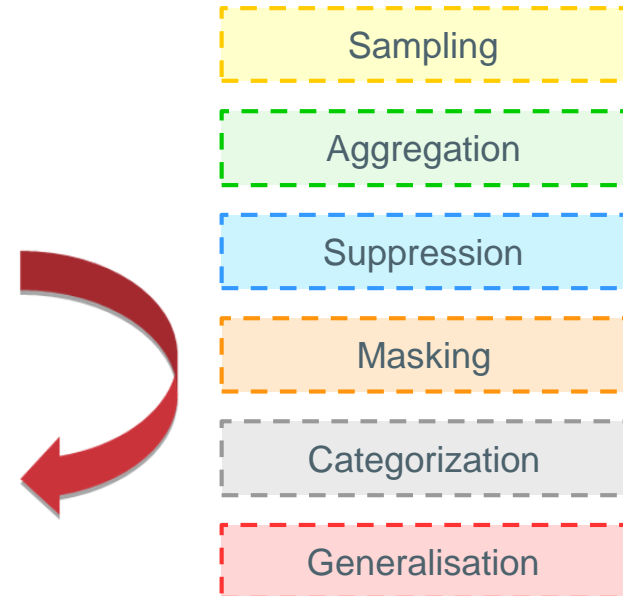 Sampling
Aggregation
Suppression
Masking
Categorization
Generalisation